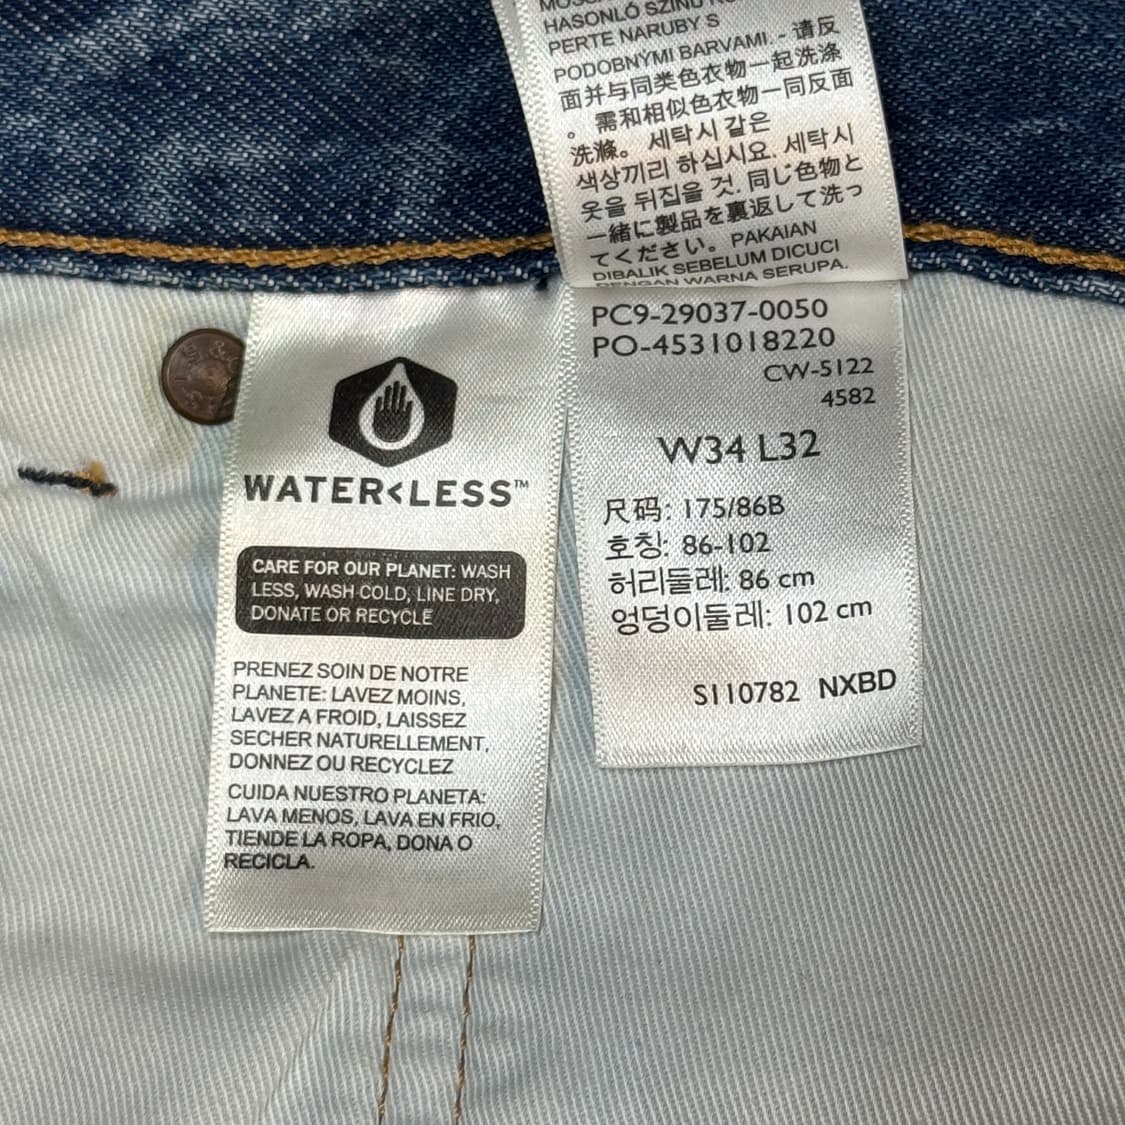 HASONLÓ SZÍNŰ
PERTE NARUBY S
PODOBNÝMI BARVAMI. - 请反
面并与同类色衣物一起洗涤
。需和相似色衣物一同反面
洗滌。 세탁시 같은
색상끼리 하십시요. 세탁시
옷을 뒤집을 것. 同じ色物と
一緒に製品を裏返して洗っ
てください。 PAKAIAN
DIBALIK SEBELUM DICUCI
DENGAN WARNA SERUPA.
PC9-29037-0050
PO-4531018220
CW-5122
4582
W34 L32
尺码: 175/86B
호칭: 86-102
허리둘레: 86 cm
엉덩이둘레: 102 cm
S110782 NXBD
WATER<LESS™
CARE FOR OUR PLANET: WASH
LESS, WASH COLD, LINE DRY,
DONATE OR RECYCLE
PRENEZ SOIN DE NOTRE
PLANETE: LAVEZ MOINS,
LAVEZ A FROID, LAISSEZ
SECHER NATURELLEMENT,
DONNEZ OU RECYCLEZ
CUIDA NUESTRO PLANETA:
LAVA MENOS, LAVA EN FRIO,
TIENDE LA ROPA, DONA O
RECICLA.